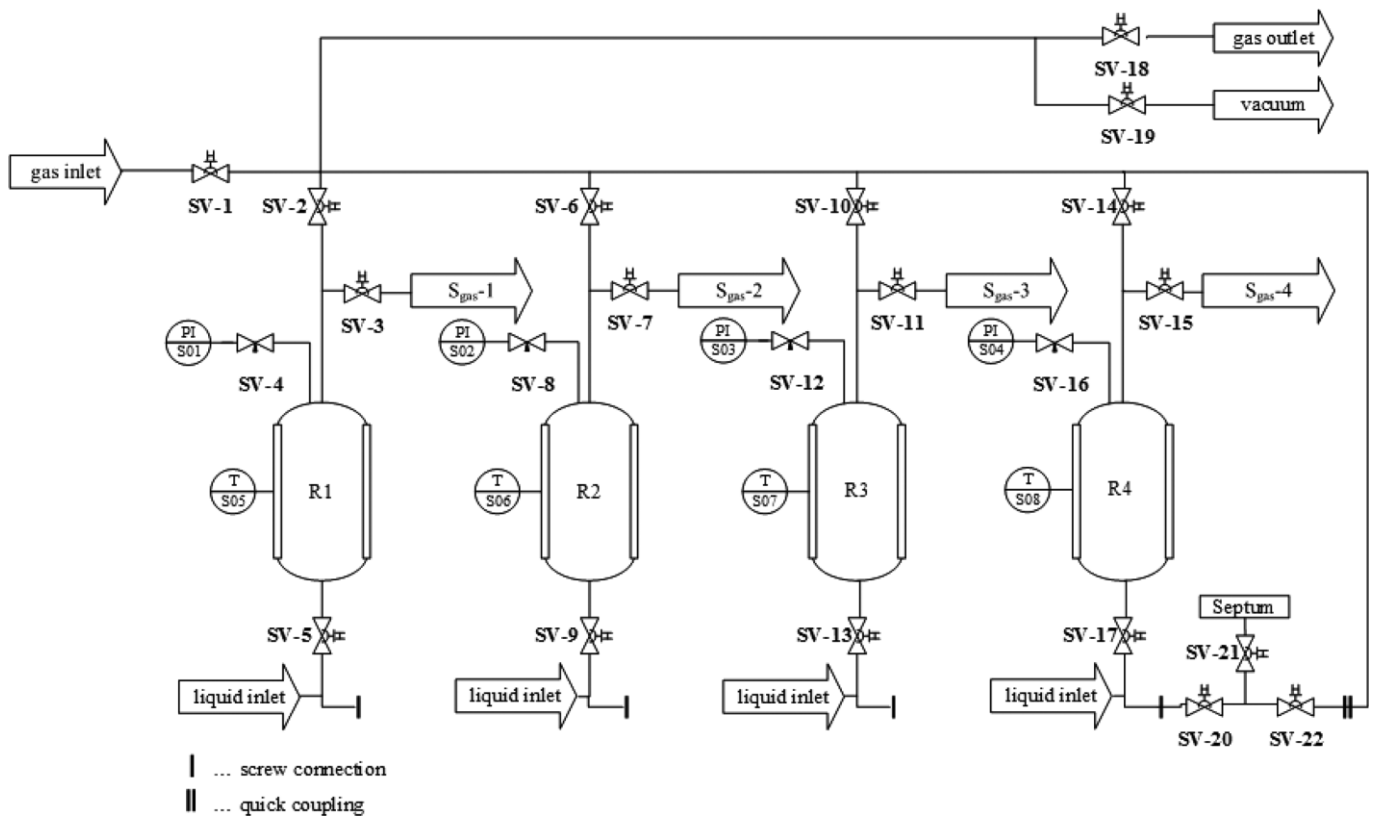 H
gas outlet
SV-18
H
vacuum
SV-19
gas inlet
H
SV-1
SV-2
H
SV-6
H
SV-10
H
SV-14
H
H
Sgas-1
SV-3
H
Sgas-2
SV-7
H
Sgas-3
SV-11
H
Sgas-4
SV-15
PI
S01
SV-4
PI
S02
SV-8
PI
S03
SV-12
PI
S04
SV-16
T
S05
R1
T
S06
R2
T
S07
R3
T
S08
R4
Septum
SV-5
H
SV-9
H
SV-13
H
SV-17
H
SV-21
H
liquid inlet
liquid inlet
liquid inlet
liquid inlet
H
SV-20
H
SV-22
... screw connection
... quick coupling